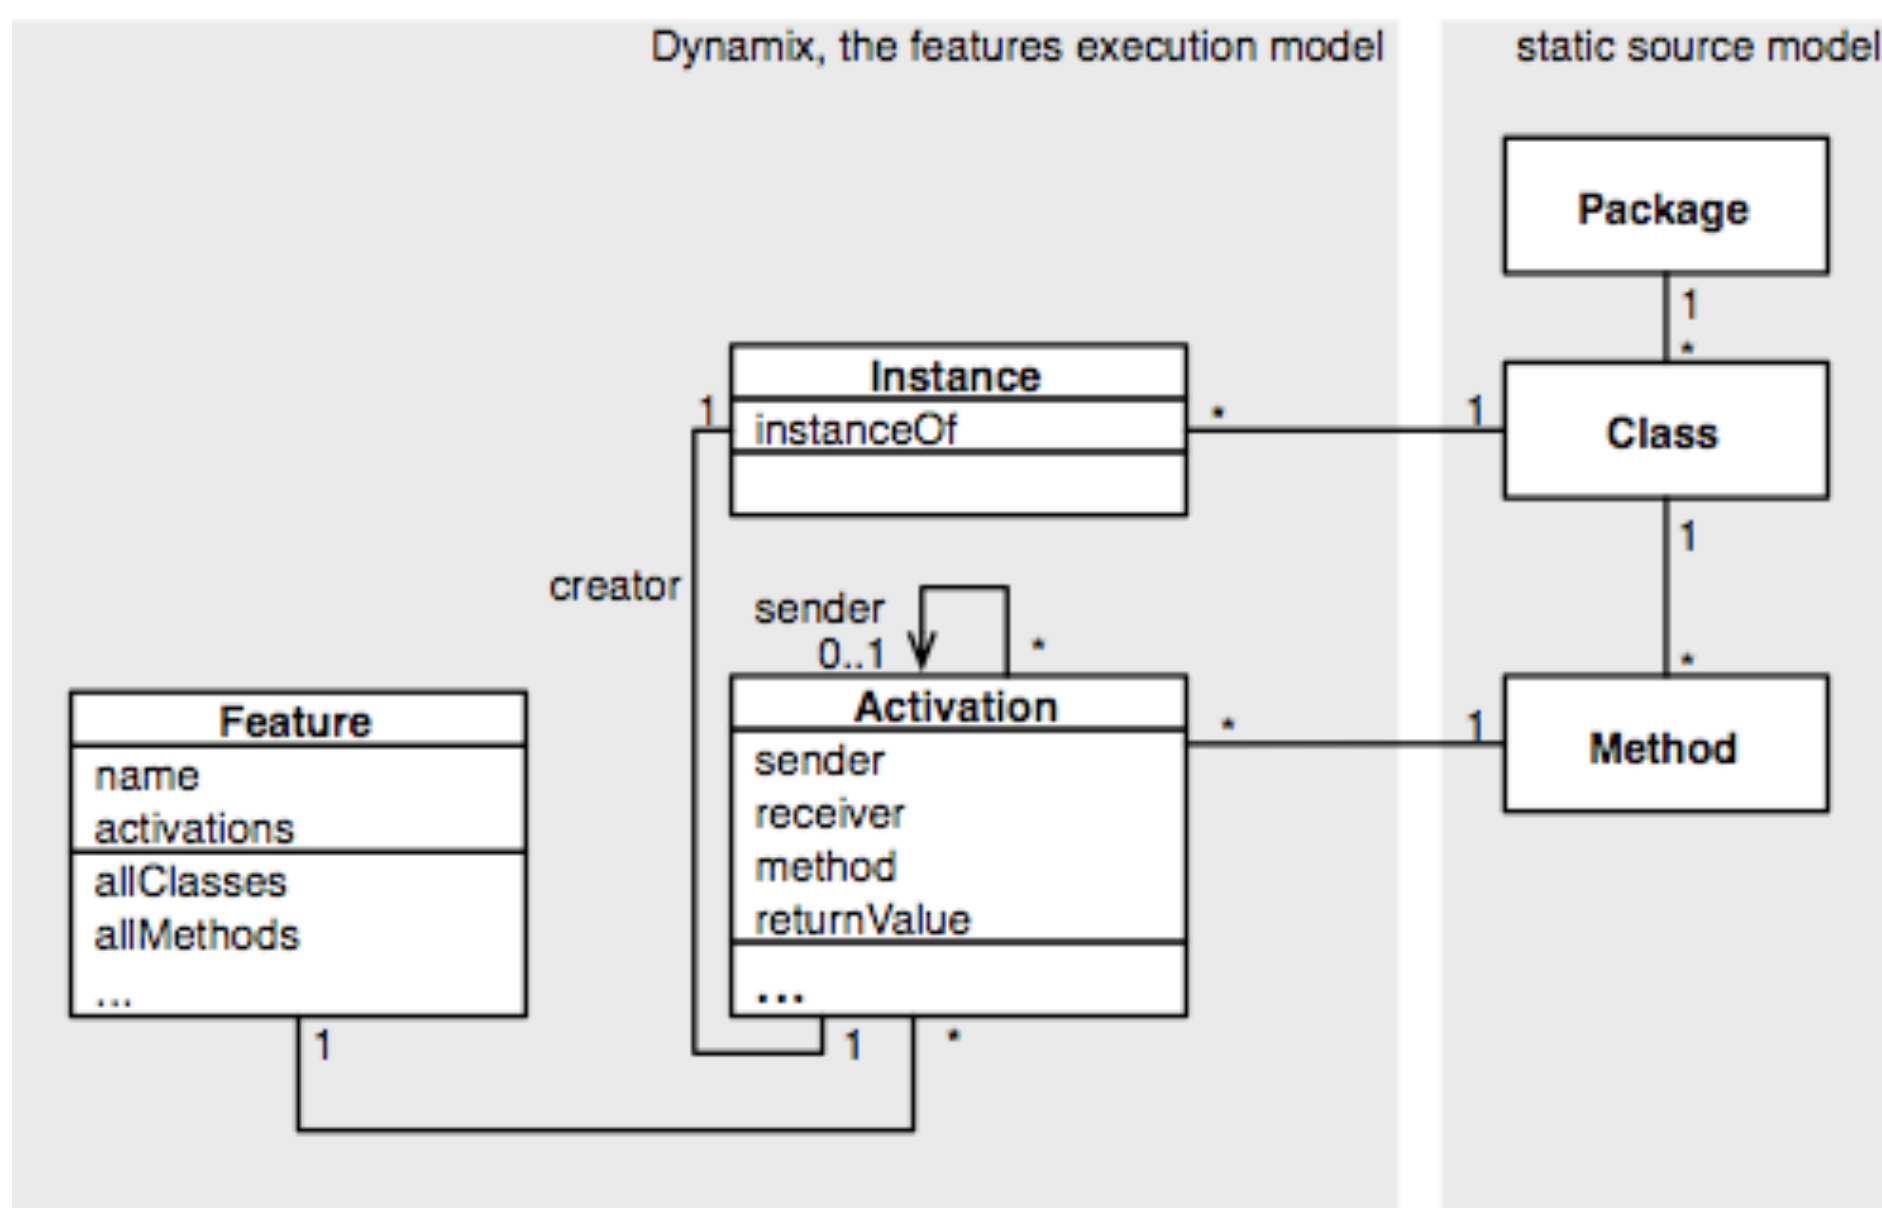 Dynamix, the features execution model
static source model
Package
1
*
Instance
instanceOf
1
*
1
Class
1
*
creator
sender
0..1
*
Activation
sender
receiver
method
returnValue
...
*
1
Method
Feature
name
activations
allClasses
allMethods
...
1
1
*